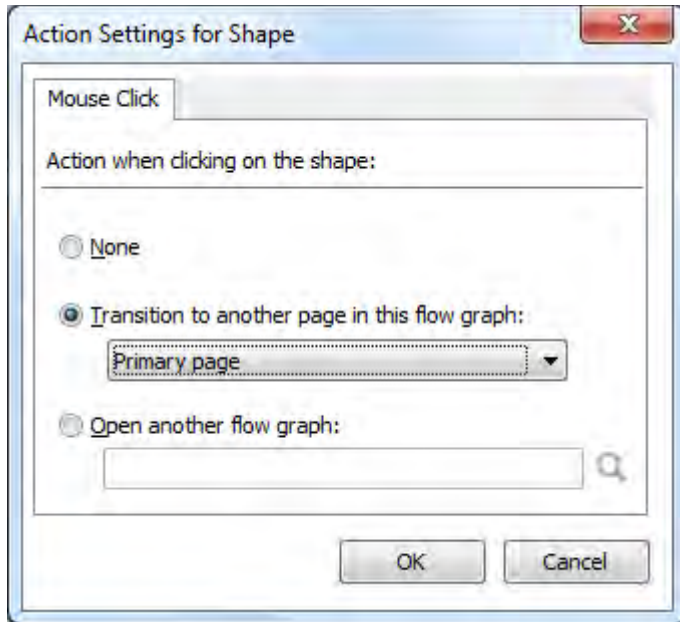 Action Settings for Shape
Mouse Click
Action when clicking on the shape:
None
Transition to another page in this flow graph:
Primary page
Open another flow graph:
OK Cancel